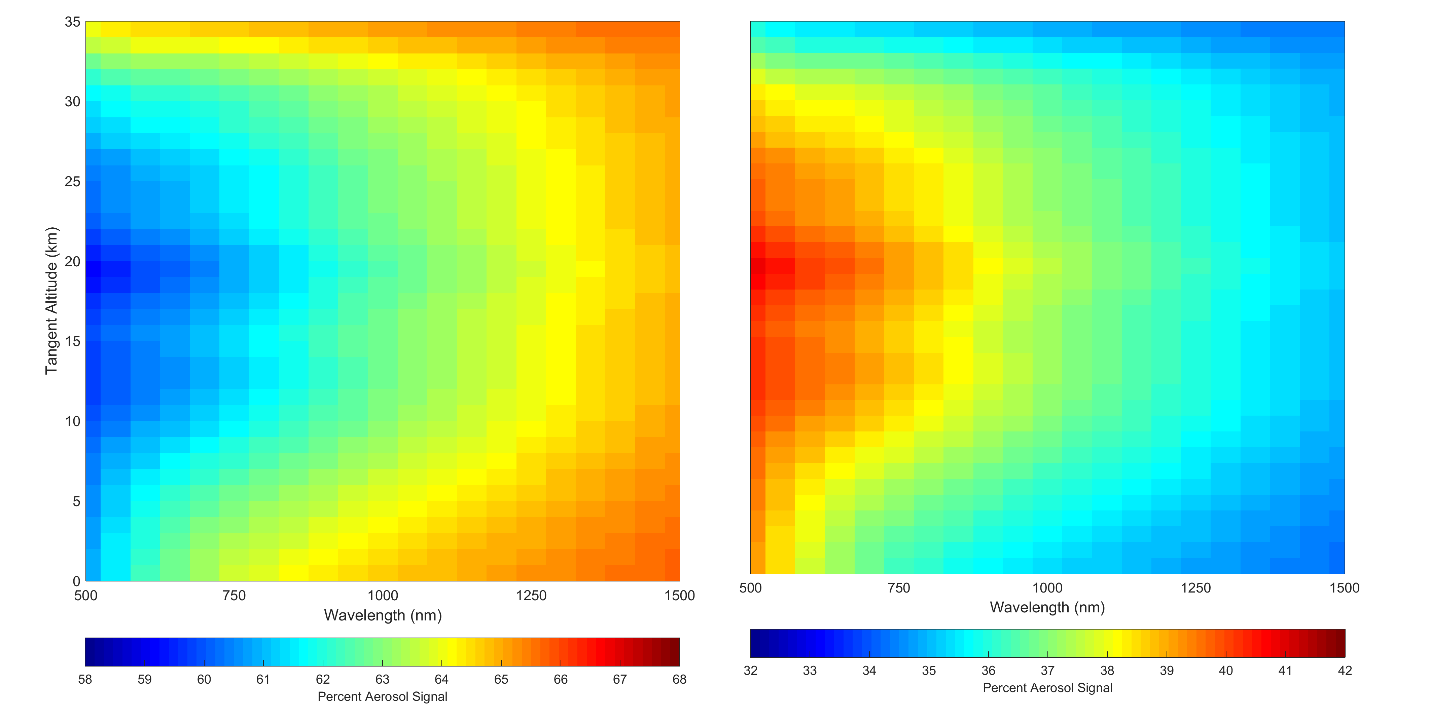 35
30
25
20
15
10
5
0
Tangent Altitude (km)
500 750 1000 1250 1500
Wavelength (nm)
58 59 60 61 62 63 64 65 66 67 68
Percent Aerosol Signal
500 750 1000 1250 1500
Wavelength (nm)
32 33 34 35 36 37 38 39 40 41 42
Percent Aerosol Signal